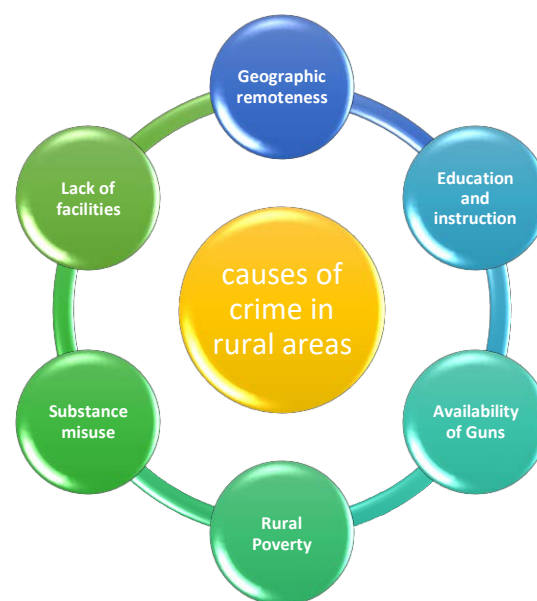 Geographic
remoteness
Education
and
instruction
Availability
of Guns
Rural
Poverty
Substance
misuse
Lack of
facilities
causes of
crime in
rural areas